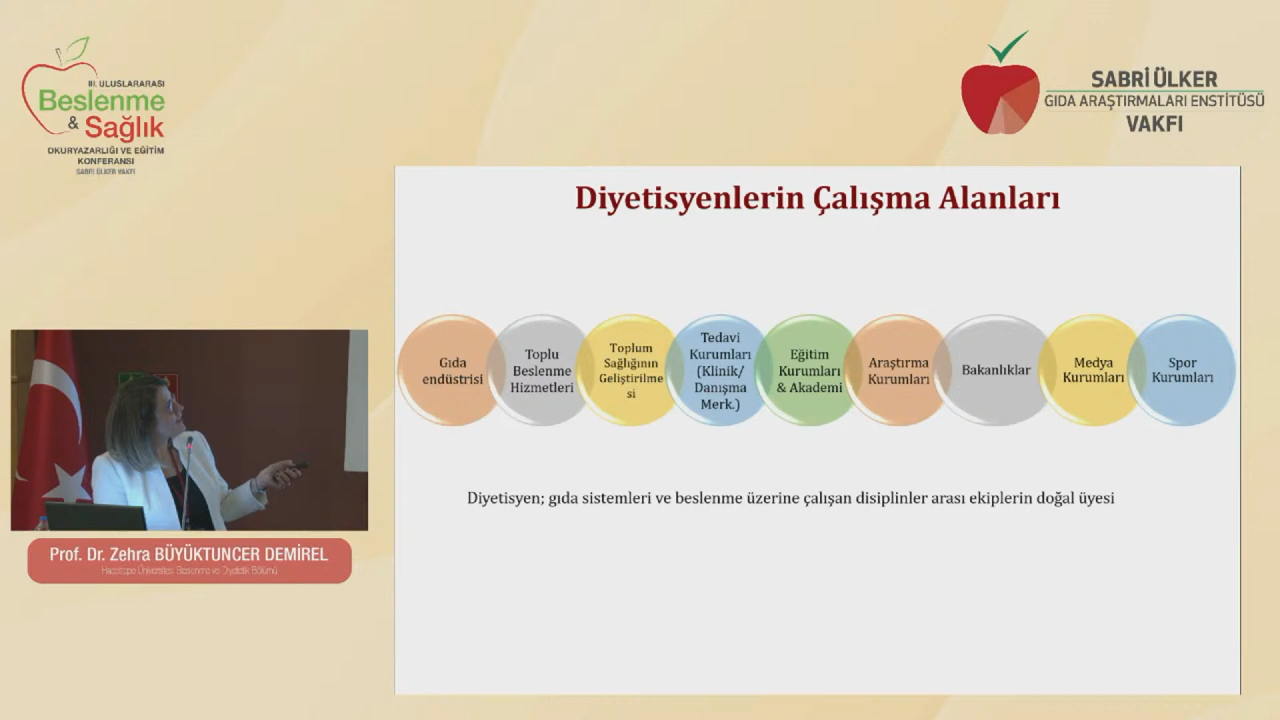 III. ULUSLARARASI
Beslenme
& Sağlık
OKURYAZARLIĞI VE EĞİTİM
KONFERANSI
SABRİ ÜLKER VAKFI
SABRİ ÜLKER
GIDA ARAŞTIRMALARI ENSTİTÜSÜ
VAKFI
Diyetisyenlerin Çalışma Alanları
Gıda
endüstrisi
Toplu
Beslenme
Hizmetleri
Toplum
Sağlığının
Geliştirilme
si
Tedavi
Kurumları
(Klinik/
Danışma
Merk.)
Eğitim
Kurumları
& Akademi
Araştırma
Kurumları
Bakanlıklar
Medya
Kurumları
Spor
Kurumları
Diyetisyen; gıda sistemleri ve beslenme üzerine çalışan disiplinler arası ekiplerin doğal üyesi
Prof. Dr. Zehra BÜYÜKTUNCER DEMİREL
Hacettepe Üniversitesi Beslenme ve Diyetetik Bölümü